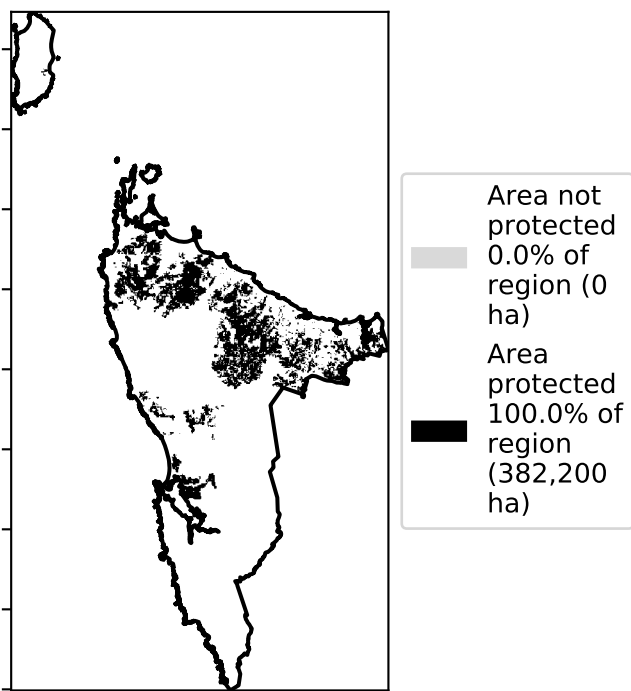 Area not
protected
0.0% of
region (0
ha)
Area
protected
100.0% of
region
(382,200
ha)